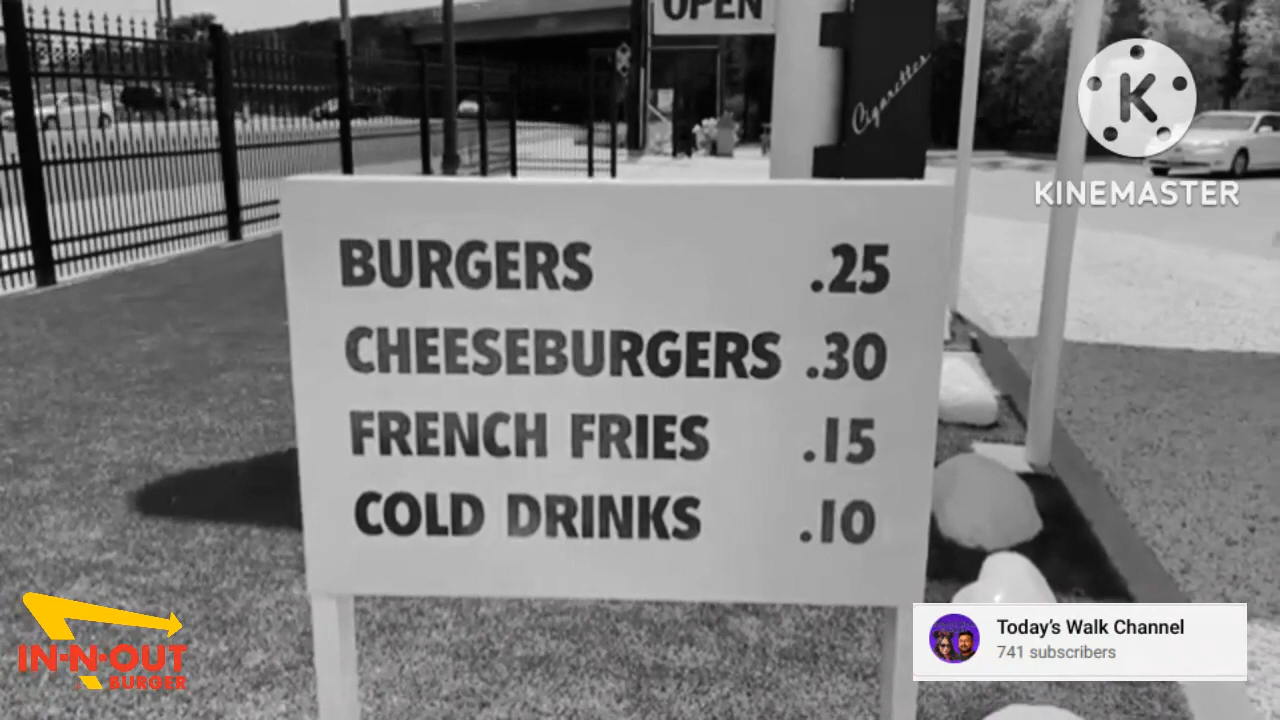 OPEN
Cigarettes
K
KINEMASTER
BURGERS .25
CHEESEBURGERS .30
FRENCH FRIES .15
COLD DRINKS .10
IN-N-OUT
BURGER
Today's Walk Channel
741 subscribers